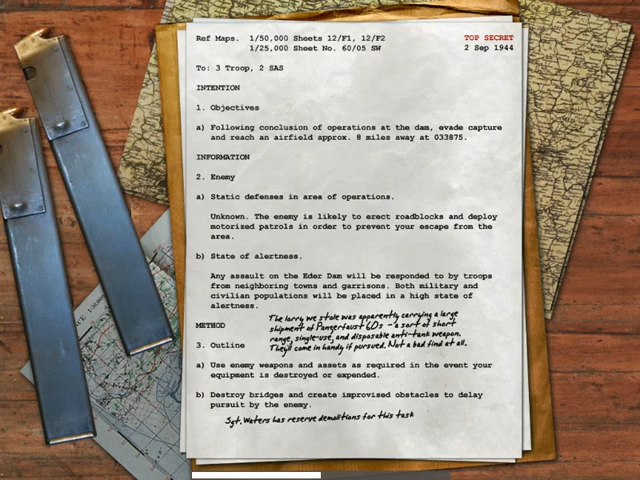 Ref Maps. 1/50,000 Sheets 12/F1, 12/F2 TOP SECRET
1/25,000 Sheet No. 60/05 SW 2 Sep 1944
To: 3 Troop, 2 SAS
INTENTION
1. Objectives
a) Following conclusion of operations at the dam, evade capture
and reach an airfield approx. 8 miles away at 033875.
INFORMATION
2. Enemy
a) Static defenses in area of operations.
Unknown. The enemy is likely to erect roadblocks and deploy
motorized patrols in order to prevent your escape from the
area.
b) State of alertness.
Any assault on the Eder Dam will be responded to by troops
from neighboring towns and garrisons. Both military and
civilian populations will be placed in a high state of
alertness.
The lorry we stole was apparently carrying a large
shipment of Panzerfaust 60s - a sort of short
range, single-use, and disposable anti-tank weapon.
They'll come in handy if pursued. Not a bad find at all.
METHOD
3. Outline
a) Use enemy weapons and assets as required in the event your
equipment is destroyed or expended.
b) Destroy bridges and create improvised obstacles to delay
pursuit by the enemy.
Sgt. Waters has reserve demolitions for this task